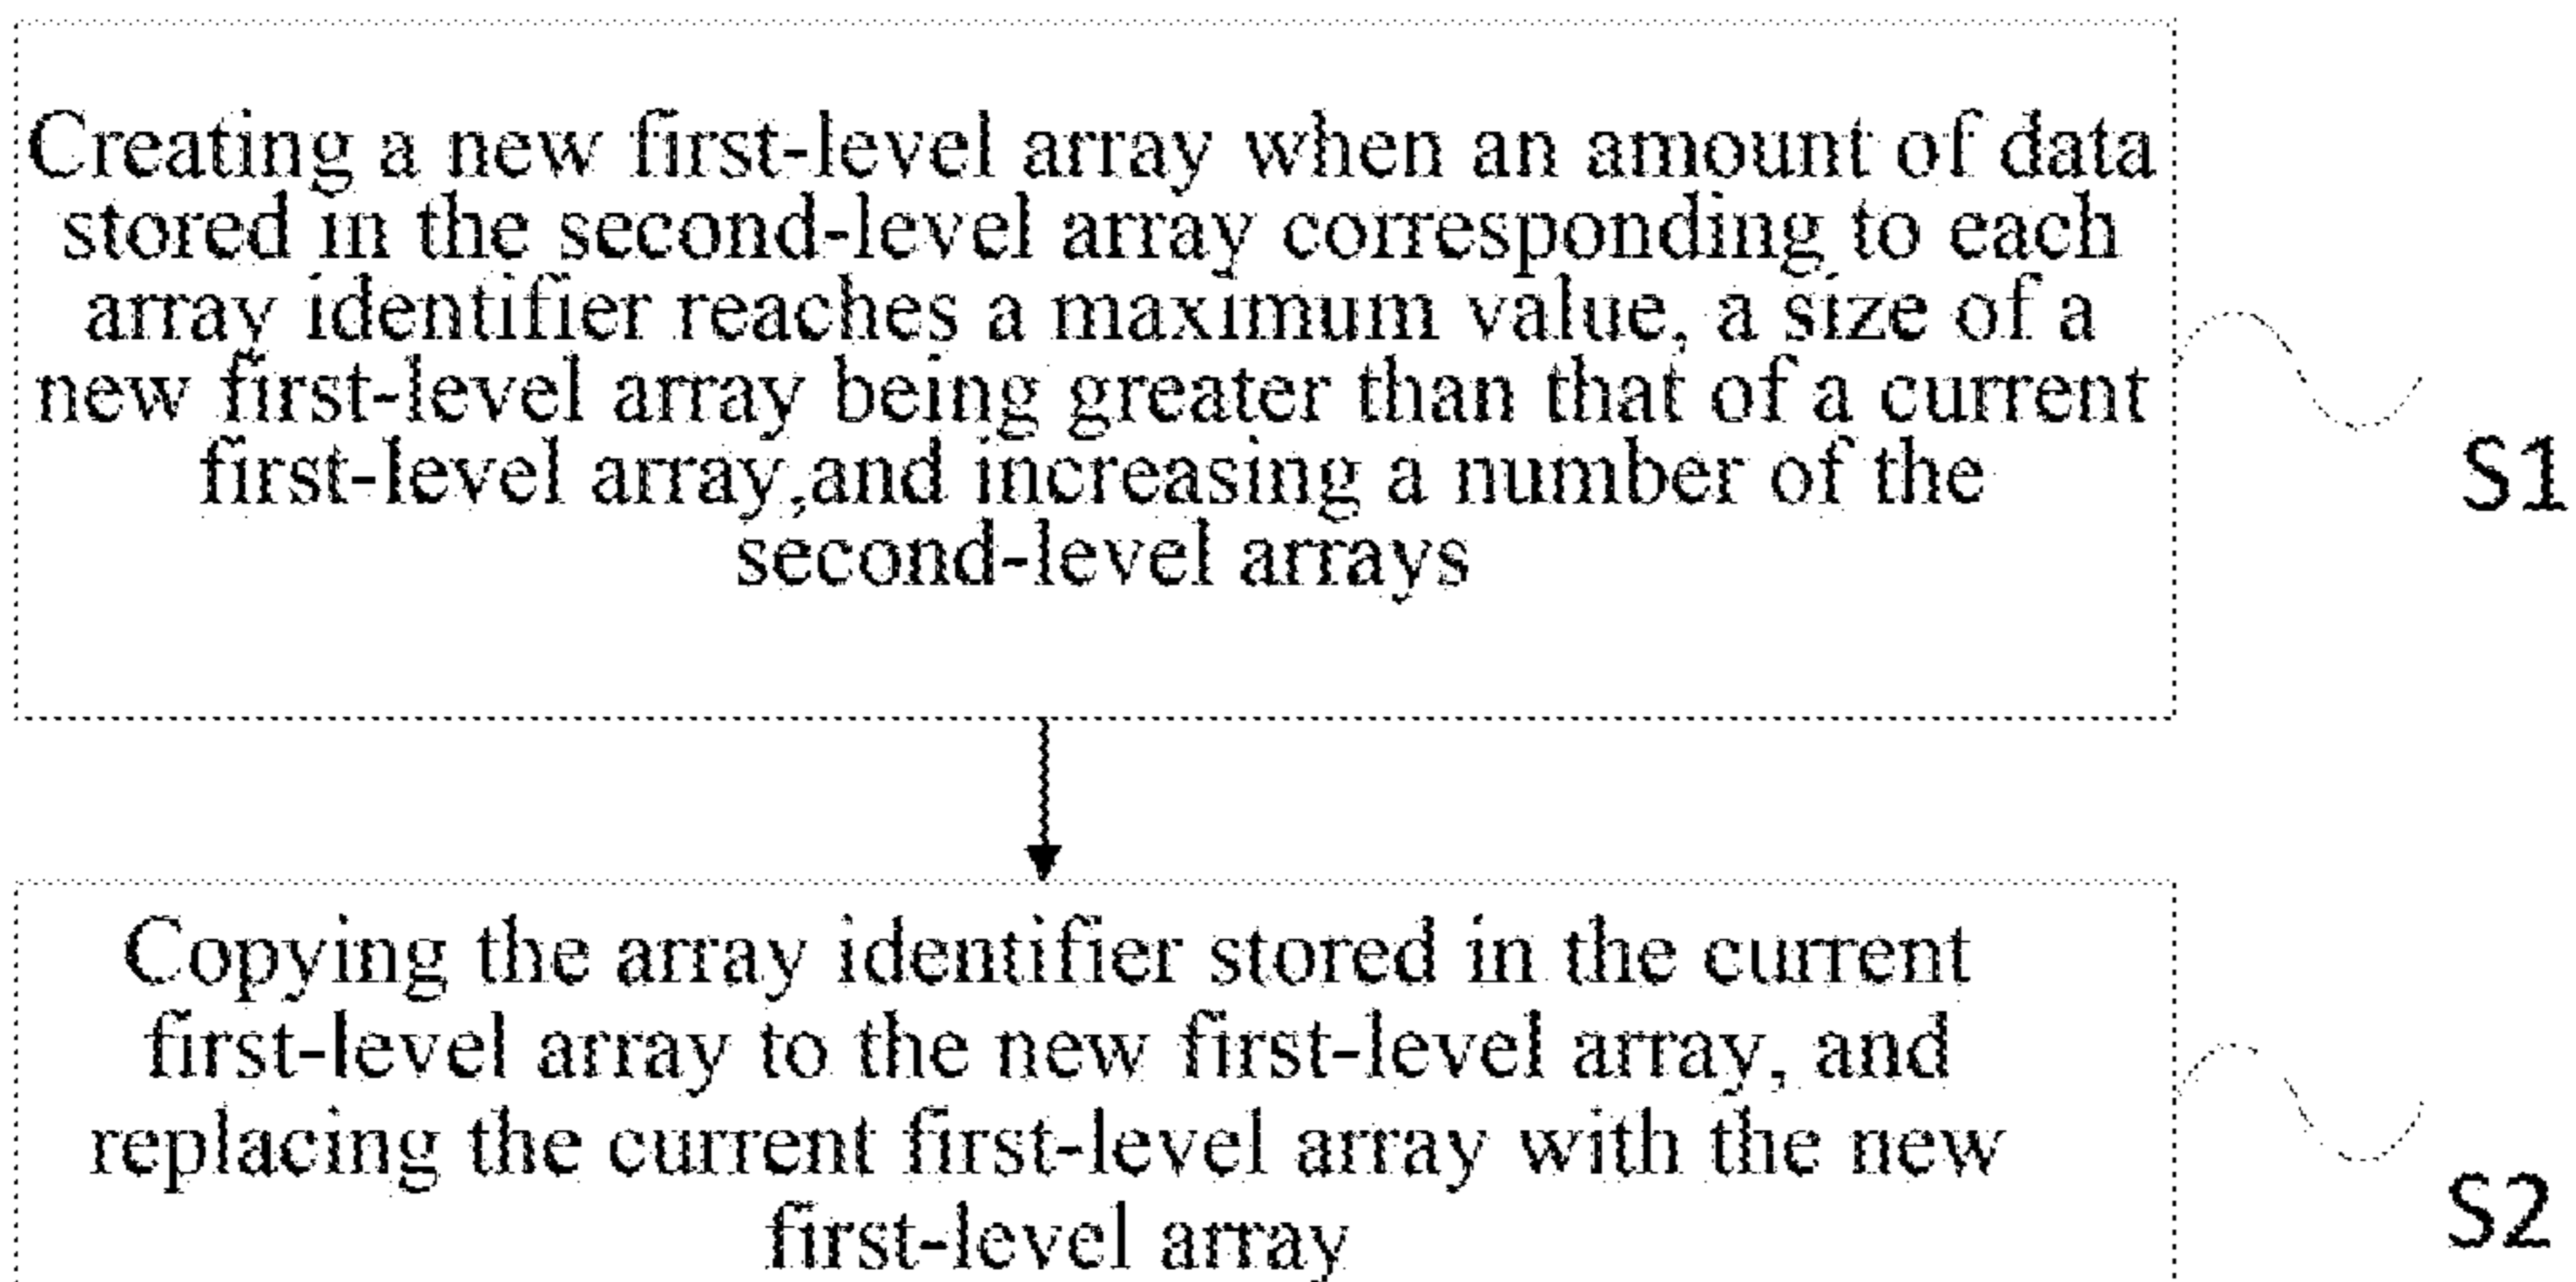 Creating a new first-level array when an amount of data
stored in the second-level array corresponding to each
array identifier reaches a maximum value, a size of a
new first-level array being greater than that of a current
first-level array,and increasing a number of the
second-level arrays
S1
Copying the array identifier stored in the current
first-level array to the new first-level array, and
replacing the current first-level array with the new
first-level array
S2